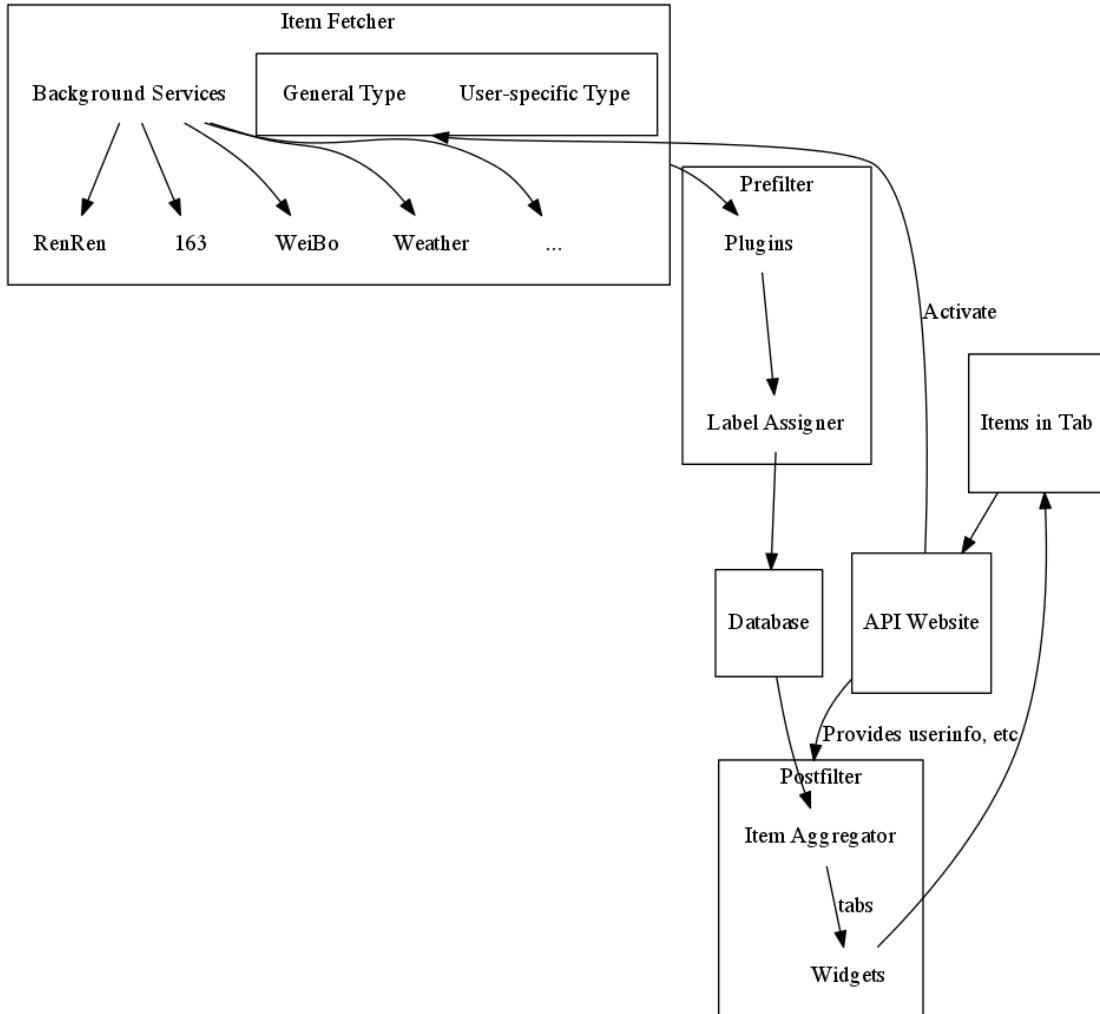 Item Fetcher
Background Services
General Type
User-specific Type
Prefilter
RenRen
163
WeiBo
Weather
...
Plugins
Activate
Label Assigner
Items in Tab
Database
API Website
Provides userinfo, etc
Postfilter
Item Aggregator
tabs
Widgets